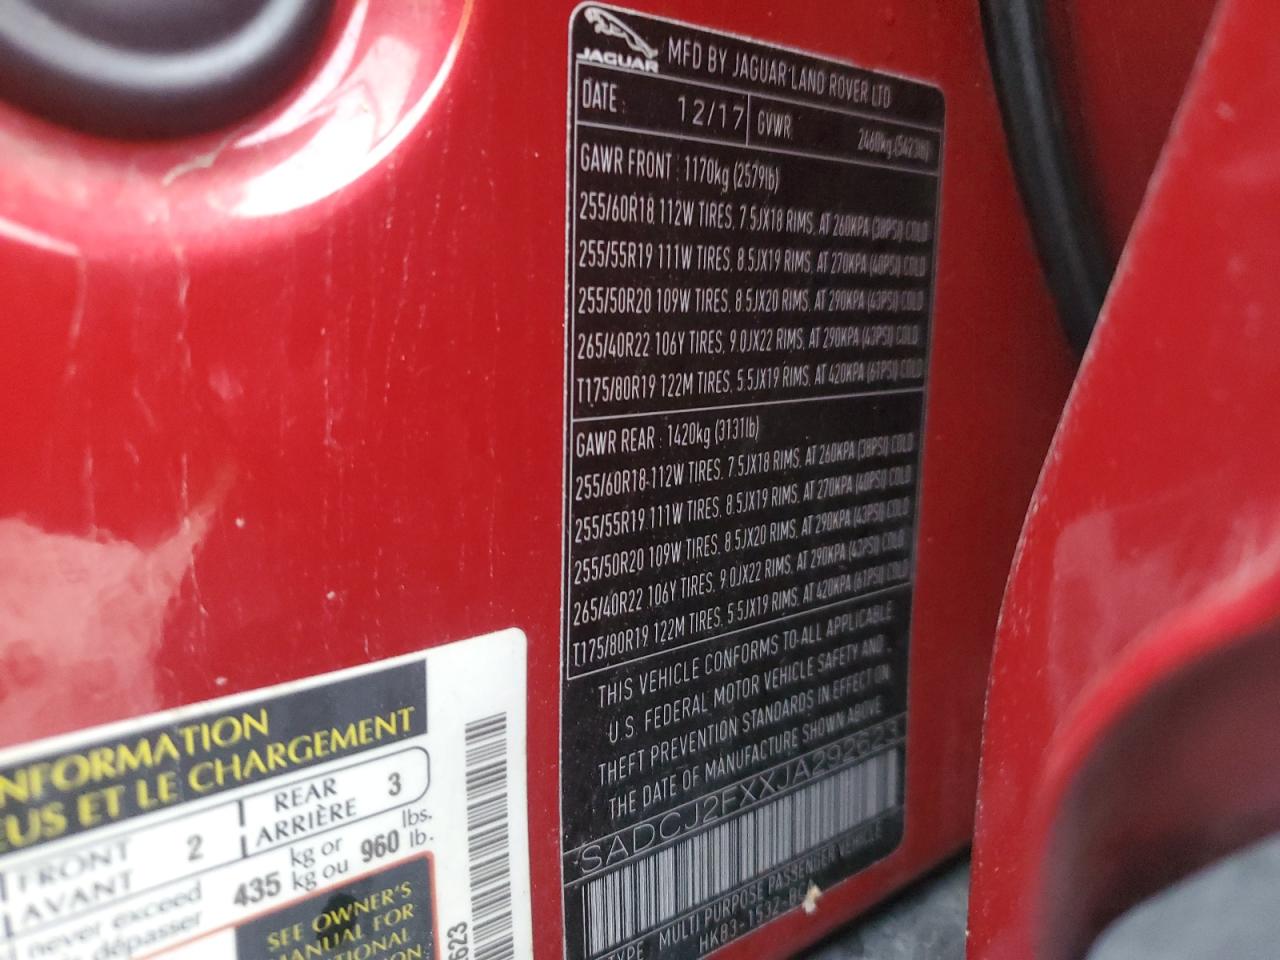 JAGUAR MFD BY JAGUAR LAND ROVER LTD
DATE : 12/17 GVWR 2460kg (5423lb)
GAWR FRONT : 1170kg (2579lb)
255/60R18 112W TIRES, 7.5JX18 RIMS, AT 260KPA (38PSI) COLD
255/55R19 111W TIRES, 8.5JX19 RIMS, AT 270KPA (40PSI) COLD
255/50R20 109W TIRES, 8.5JX20 RIMS, AT 290KPA (43PSI) COLD
265/40R22 106Y TIRES, 9.0JX22 RIMS, AT 290KPA (43PSI) COLD
T175/80R19 122M TIRES, 5.5JX19 RIMS, AT 420KPA (61PSI) COLD
GAWR REAR : 1420kg (3131lb)
255/60R18 112W TIRES, 7.5JX18 RIMS, AT 260KPA (38PSI) COLD
255/55R19 111W TIRES, 8.5JX19 RIMS, AT 270KPA (40PSI) COLD
255/50R20 109W TIRES, 8.5JX20 RIMS, AT 290KPA (43PSI) COLD
265/40R22 106Y TIRES, 9.0JX22 RIMS, AT 290KPA (43PSI) COLD
T175/80R19 122M TIRES, 5.5JX19 RIMS, AT 420KPA (61PSI) COLD
THIS VEHICLE CONFORMS TO ALL APPLICABLE
U.S. FEDERAL MOTOR VEHICLE SAFETY AND
THEFT PREVENTION STANDARDS IN EFFECT ON
THE DATE OF MANUFACTURE SHOWN ABOVE
SADCJ2FXXJA292623
TYPE MULTI PURPOSE PASSENGER VEHICLE
HK83-1532-B
NFORMATION
EUS ET LE CHARGEMENT
FRONT 2 REAR 3
AVANT ARRIÈRE
never exceed 435 kg or 960 lbs.
dépasser kg ou lb.
SEE OWNER'S
MANUAL FOR
TIONAL
ON
623